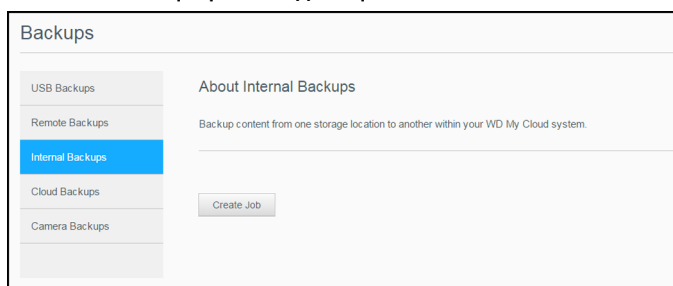 Backups
USB Backups
Remote Backups
Internal Backups
Cloud Backups
Camera Backups
About Internal Backups
Backup content from one storage location to another within your WD My Cloud system.
Create Job